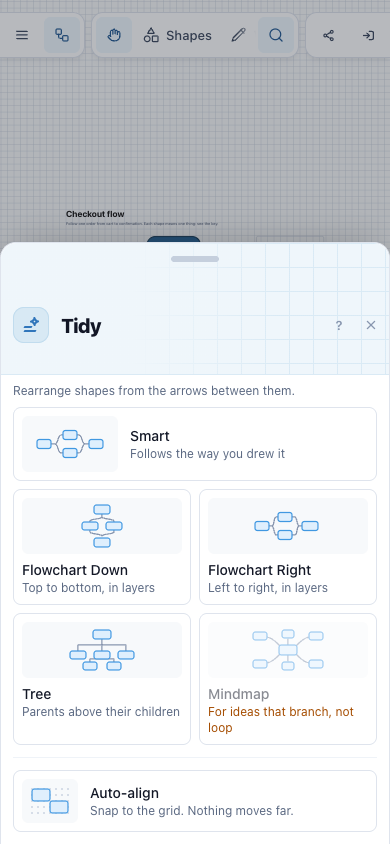 Shapes
Checkout flow
Tidy
?
Rearrange shapes from the arrows between them.
Smart
Follows the way you drew it
Flowchart Down
Top to bottom, in layers
Flowchart Right
Left to right, in layers
Tree
Parents above their children
Mindmap
For ideas that branch, not
loop
Auto-align
Snap to the grid. Nothing moves far.